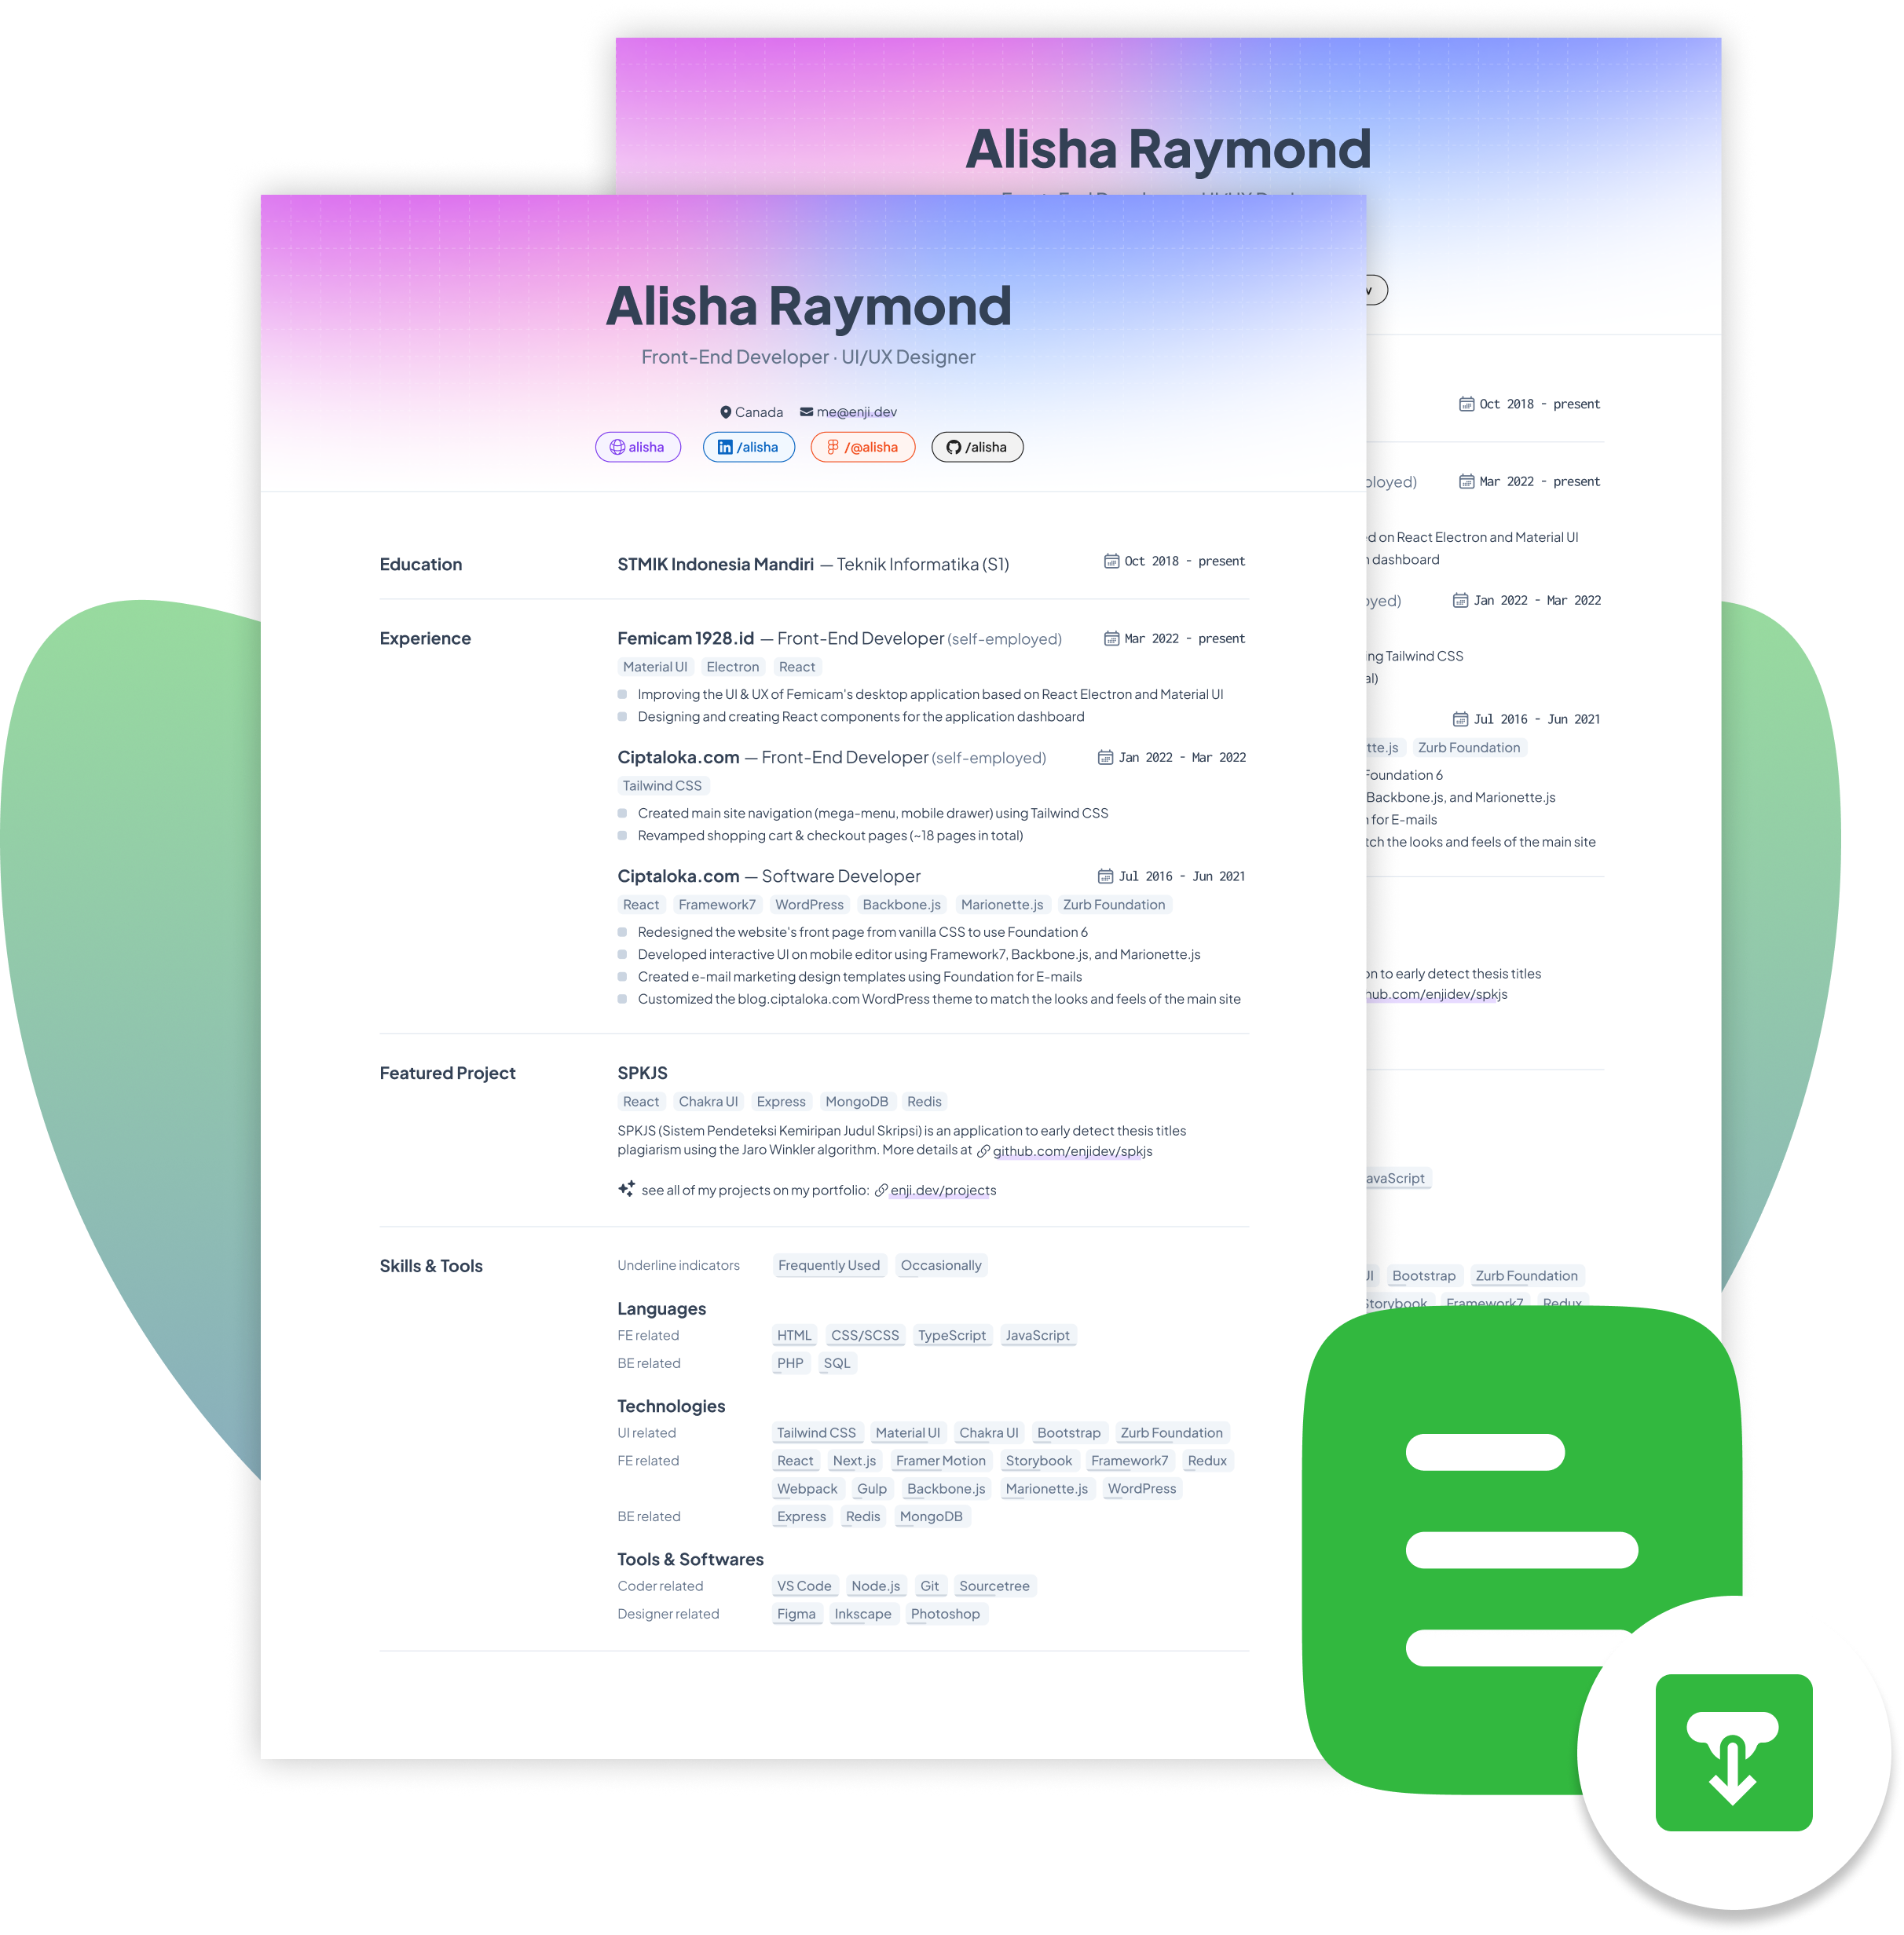 Alisha Raymond
Alisha Raymond
Front-End Developer · UI/UX Designer
Canada me@enji.dev
alisha /alisha /@alisha /alisha
Education
STMIK Indonesia Mandiri — Teknik Informatika (S1) Oct 2018 - present
Experience
Femicam 1928.id — Front-End Developer (self-employed) Mar 2022 - present
Material UI Electron React
Improving the UI & UX of Femicam's desktop application based on React Electron and Material UI
Designing and creating React components for the application dashboard
Ciptaloka.com — Front-End Developer (self-employed) Jan 2022 - Mar 2022
Tailwind CSS
Created main site navigation (mega-menu, mobile drawer) using Tailwind CSS
Revamped shopping cart & checkout pages (~18 pages in total)
Ciptaloka.com — Software Developer Jul 2016 - Jun 2021
React Framework7 WordPress Backbone.js Marionette.js Zurb Foundation
Redesigned the website's front page from vanilla CSS to use Foundation 6
Developed interactive UI on mobile editor using Framework7, Backbone.js, and Marionette.js
Created e-mail marketing design templates using Foundation for E-mails
Customized the blog.ciptaloka.com WordPress theme to match the looks and feels of the main site
Featured Project
SPKJS
React Chakra UI Express MongoDB Redis
SPKJS (Sistem Pendeteksi Kemiripan Judul Skripsi) is an application to early detect thesis titles
plagiarism using the Jaro Winkler algorithm. More details at github.com/enjidev/spkjs
see all of my projects on my portfolio: enji.dev/projects
Skills & Tools
Underline indicators Frequently Used Occasionally
Languages
FE related HTML CSS/SCSS TypeScript JavaScript
BE related PHP SQL
Technologies
UI related Tailwind CSS Material UI Chakra UI Bootstrap Zurb Foundation
FE related React Next.js Framer Motion Storybook Framework7 Redux
Webpack Gulp Backbone.js Marionette.js WordPress
BE related Express Redis MongoDB
Tools & Softwares
Coder related VS Code Node.js Git Sourcetree
Designer related Figma Inkscape Photoshop
Oct 2018 - present
Mar 2022 - present
on React Electron and Material UI
dashboard
Jan 2022 - Mar 2022
Tailwind CSS
Jul 2016 - Jun 2021
Zurb Foundation
Foundation 6
Backbone.js, and Marionette.js
for E-mails
the looks and feels of the main site
to early detect thesis titles
Bootstrap Zurb Foundation
Storybook Framework7 Redux